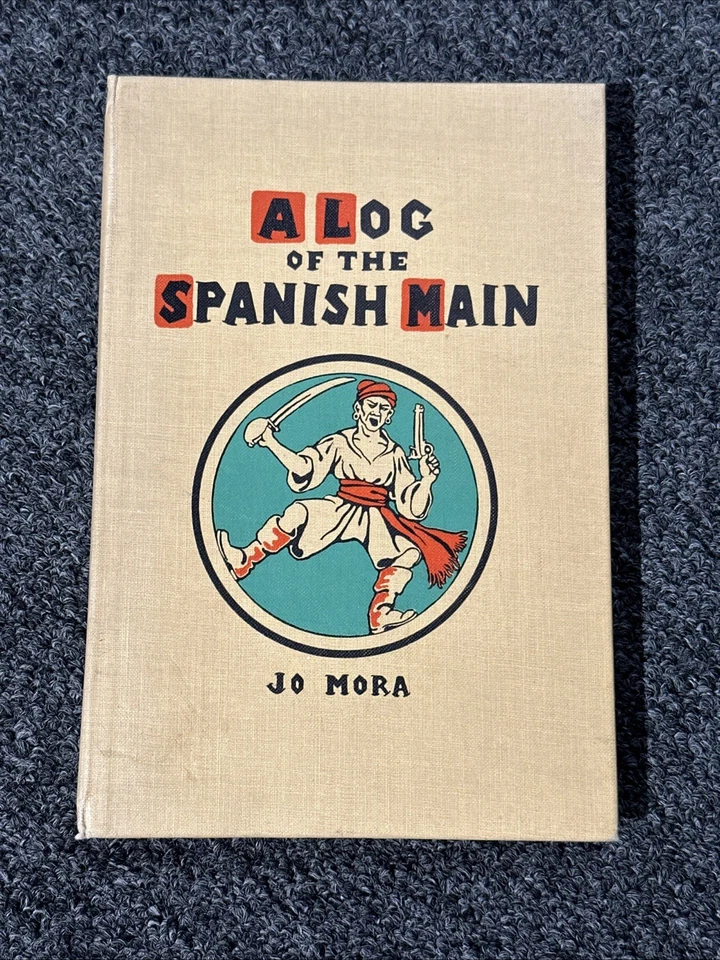 A LOG
OF THE
SPANISH MAIN
JO MORA